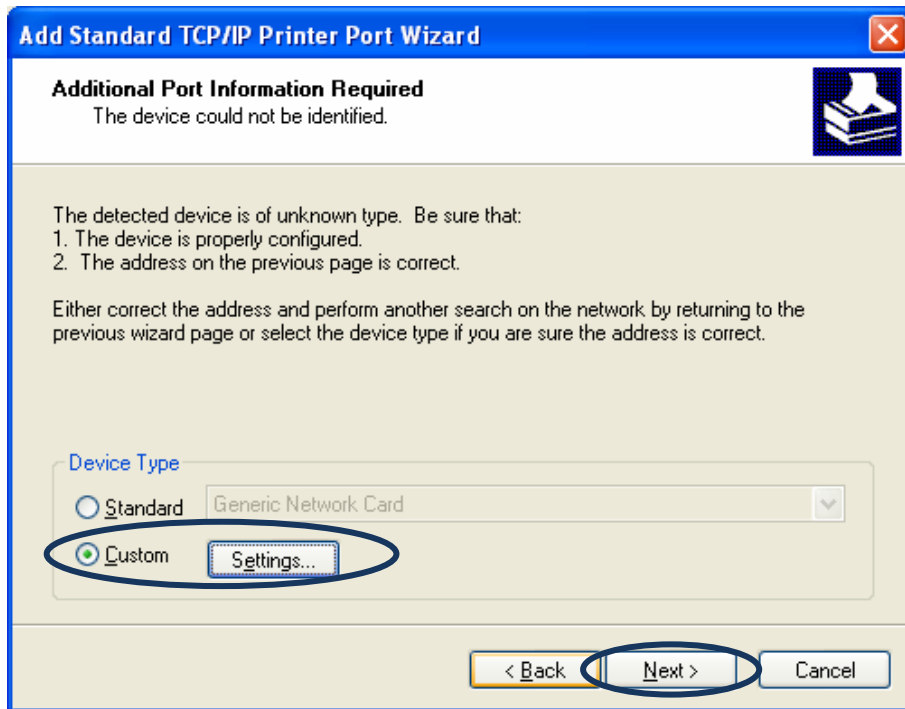 Add Standard TCP/IP Printer Port Wizard
Additional Port Information Required
The device could not be identified.
The detected device is of unknown type. Be sure that:
1. The device is properly configured.
2. The address on the previous page is correct.
Either correct the address and perform another search on the network by returning to the
previous wizard page or select the device type if you are sure the address is correct.
Device Type
Standard Generic Network Card
Custom Settings...
< Back Next > Cancel